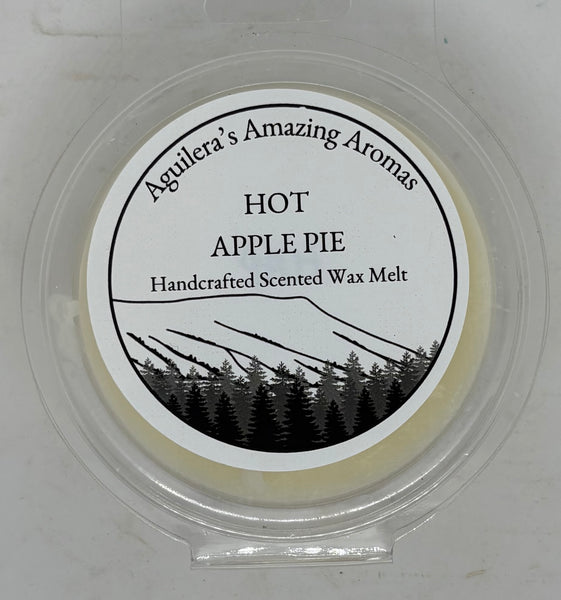 Aguilera's Amazing Aromas
HOT
APPLE PIE
Handcrafted Scented Wax Melt